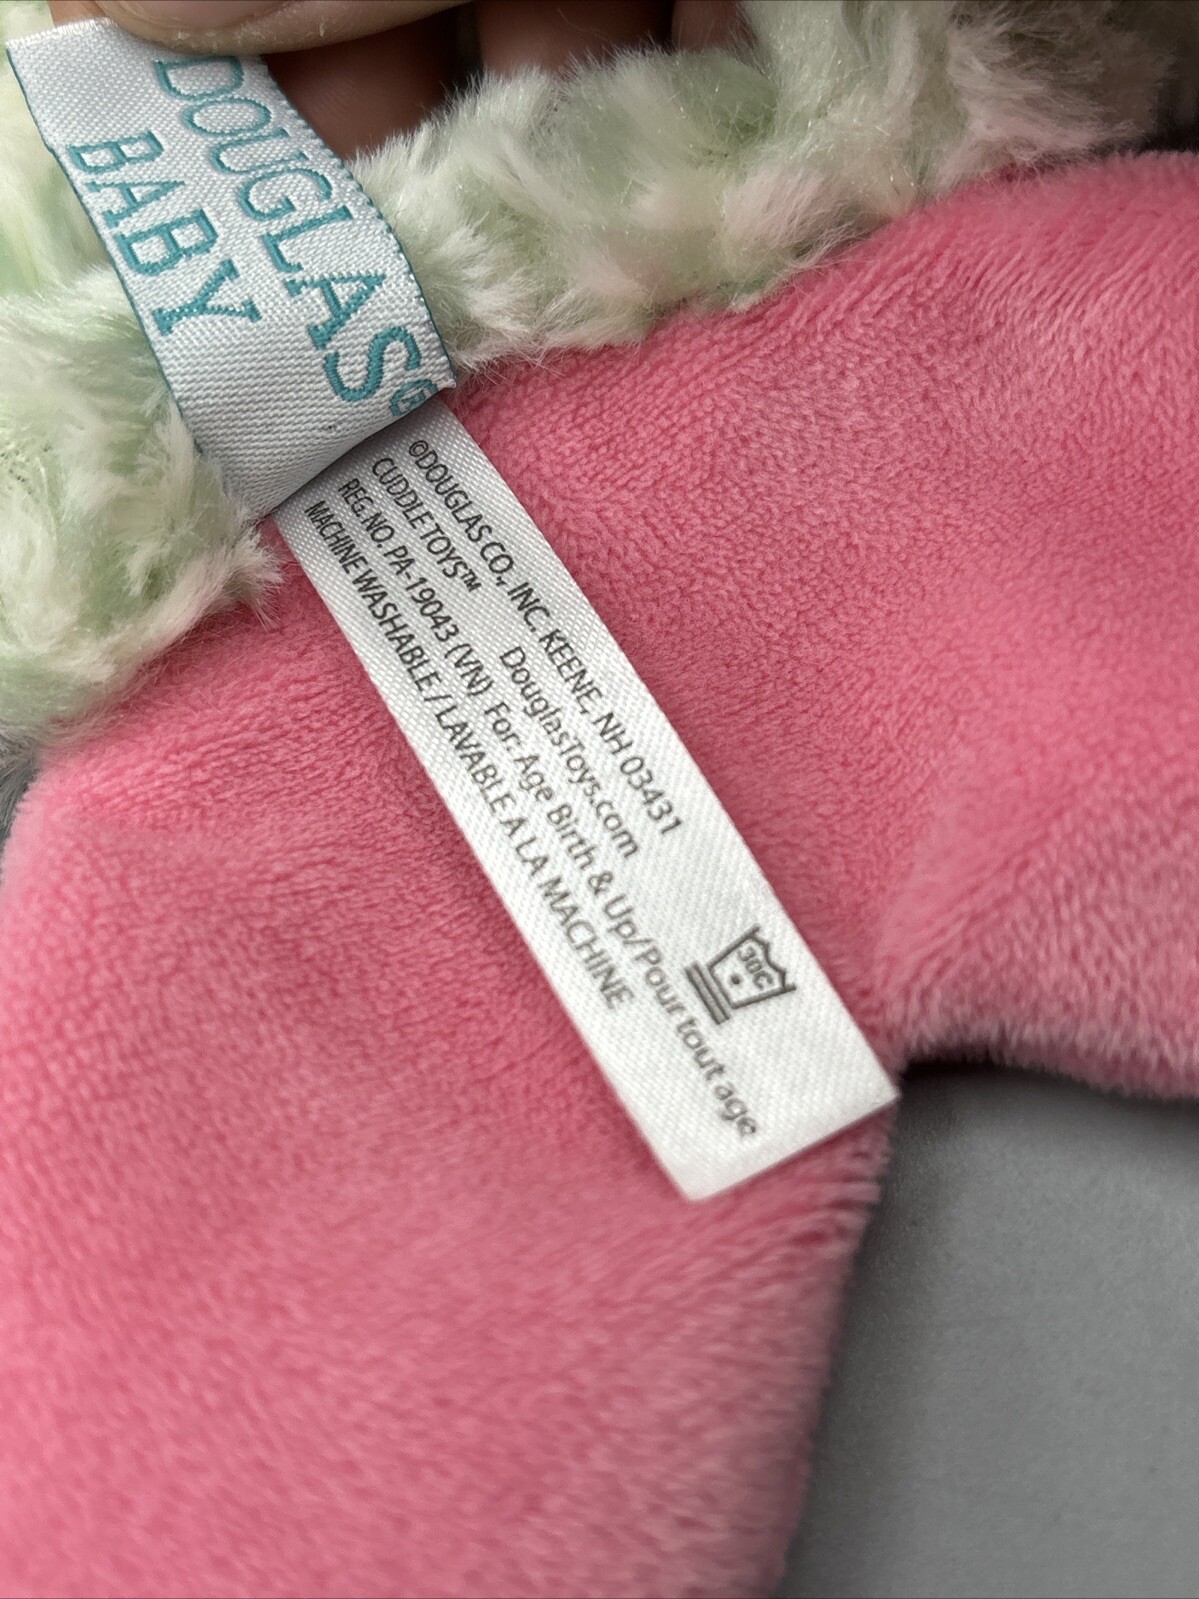 DOUGLAS®
BABY
©DOUGLAS CO., INC. KEENE, NH 03431
CUDDLE TOYS™ DouglasToys.com
REG. NO. PA-19043 (VN) For: Age Birth & Up/Pour tout age
MACHINE WASHABLE / LAVABLE A LA MACHINE
30C